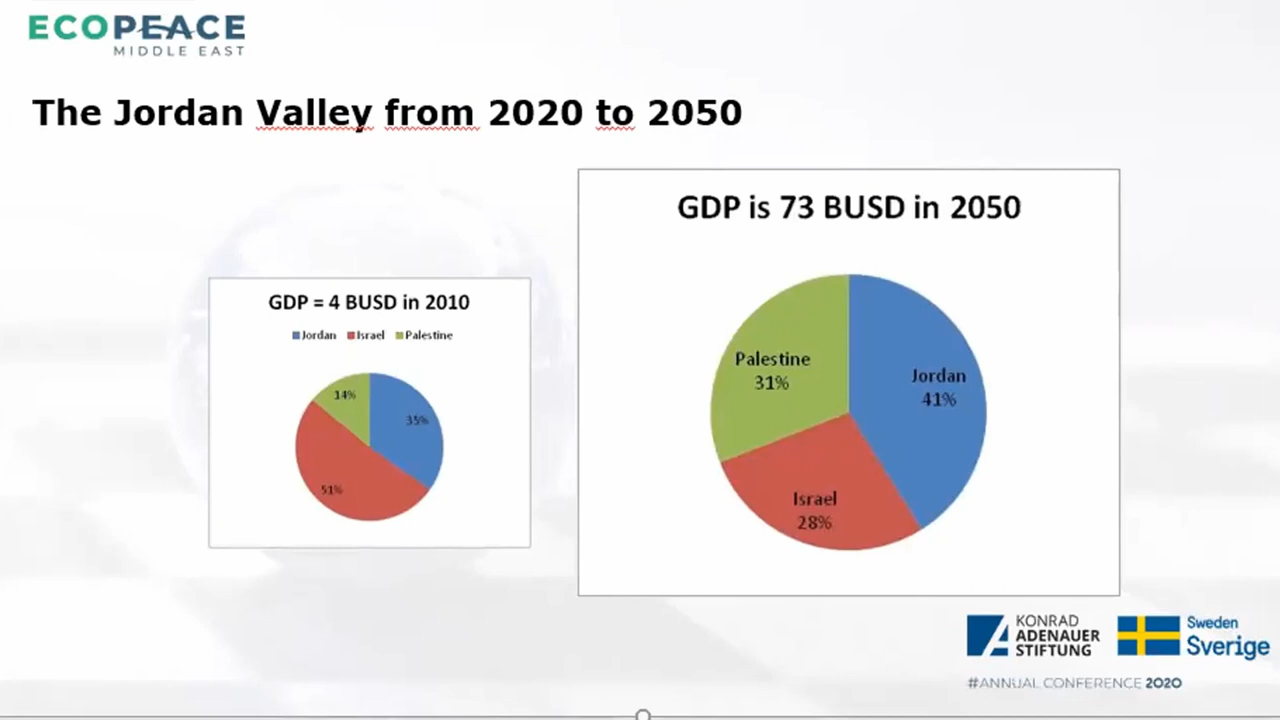 ECOPEACE
MIDDLE EAST
The Jordan Valley from 2020 to 2050
GDP = 4 BUSD in 2010
Jordan Israel Palestine
14%
35%
51%
GDP is 73 BUSD in 2050
Palestine
31%
Jordan
41%
Israel
28%
KONRAD
ADENAUER
STIFTUNG
Sweden
Sverige
#ANNUAL CONFERENCE 2020